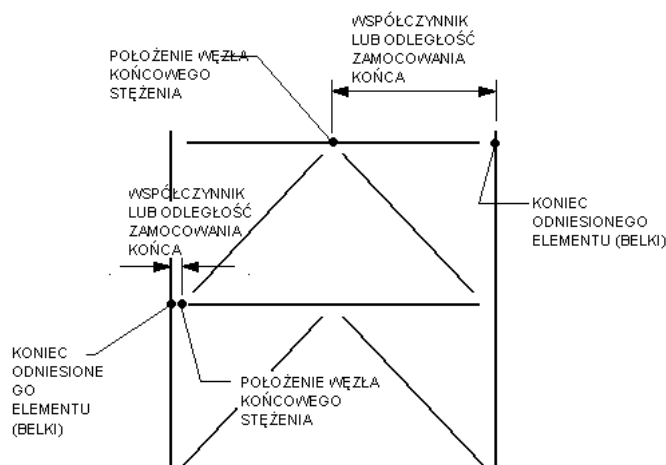 WSPÓŁCZYNNIK
LUB ODLEGŁOŚĆ
ZAMOCOWANIA
KOŃCA
POŁOŻENIE WĘZŁA
KOŃCOWEGO
STĘŻENIA
WSPÓŁCZYNNIK
LUB ODLEGŁOŚĆ
ZAMOCOWANIA
KOŃCA
KONIEC
ODNIESIONEGO
ELEMENTU (BELKI)
KONIEC
ODNIESIONE
GO
ELEMENTU
(BELKI)
POŁOŻENIE WĘZŁA
KOŃCOWEGO
STĘŻENIA